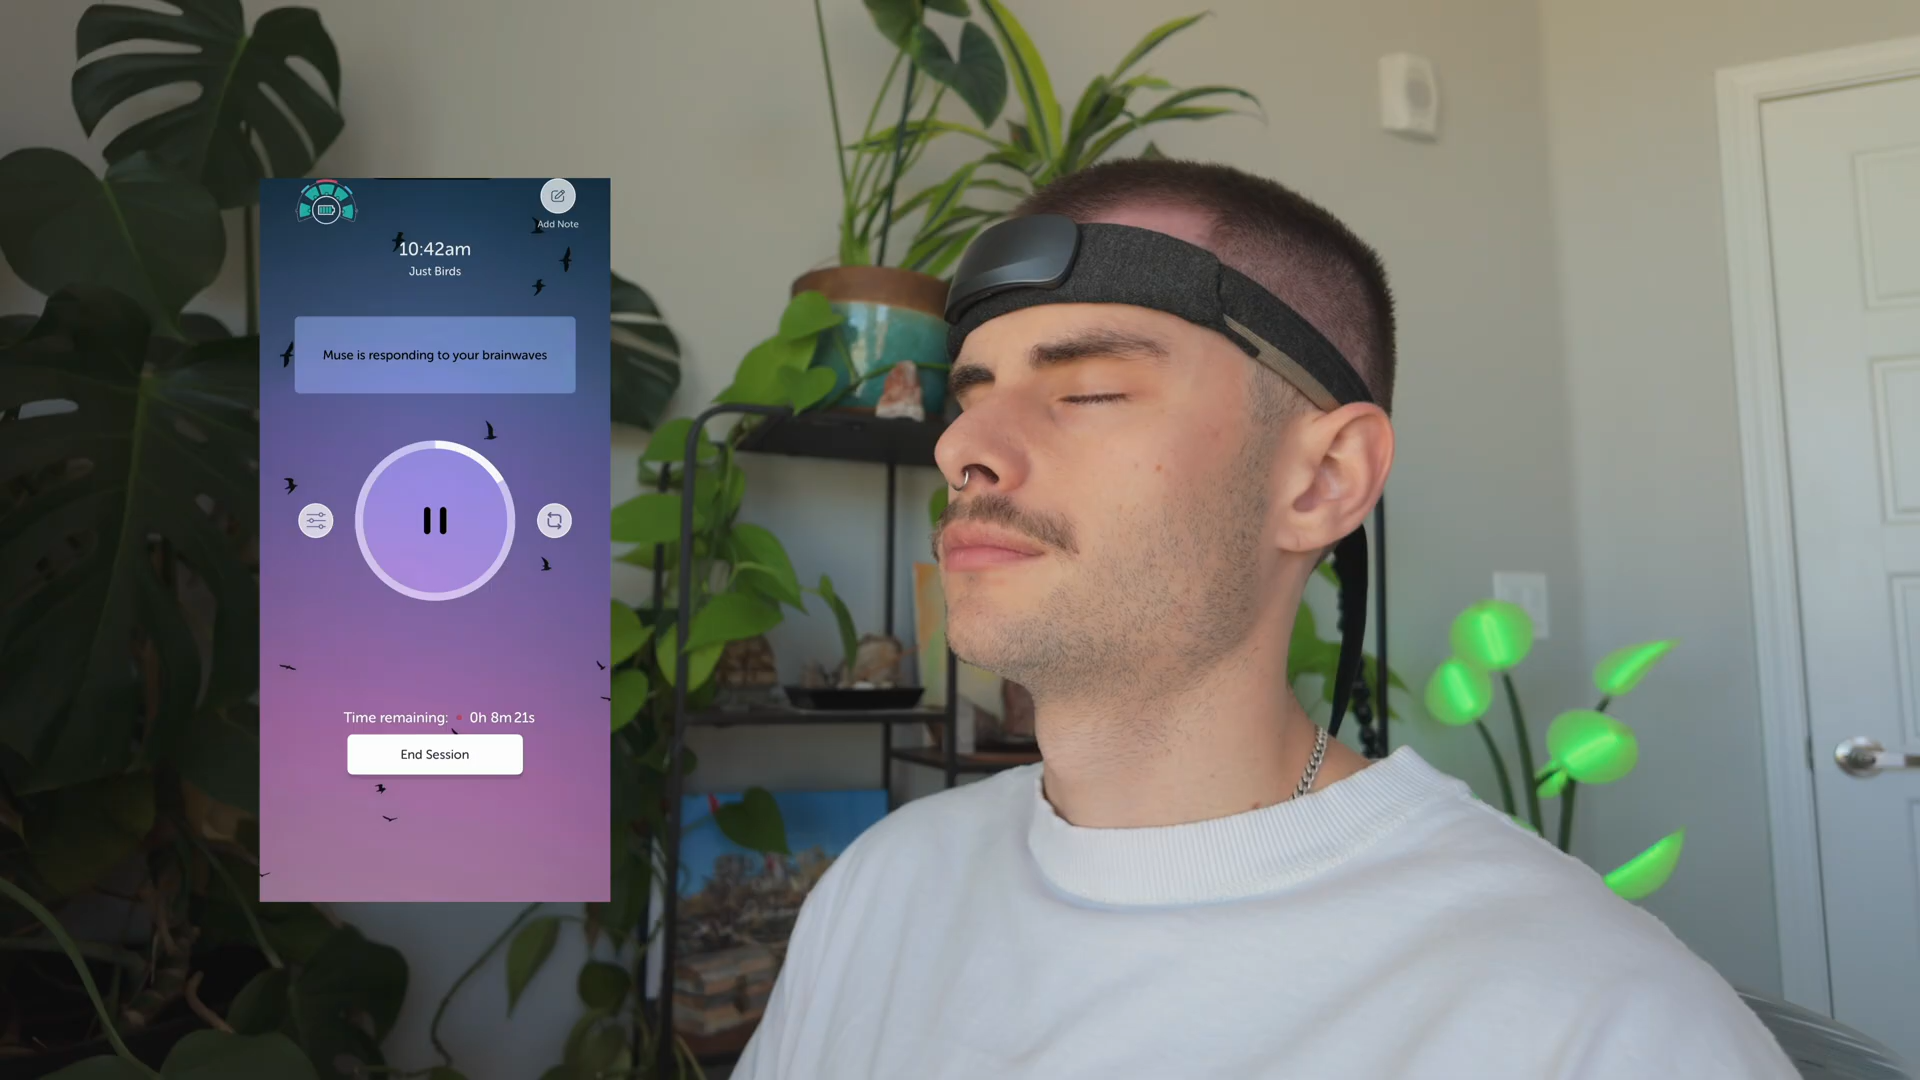 Add Note
10:42am
Just Birds
Muse is responding to your brainwaves
Time remaining: 0h 8m 21s
End Session